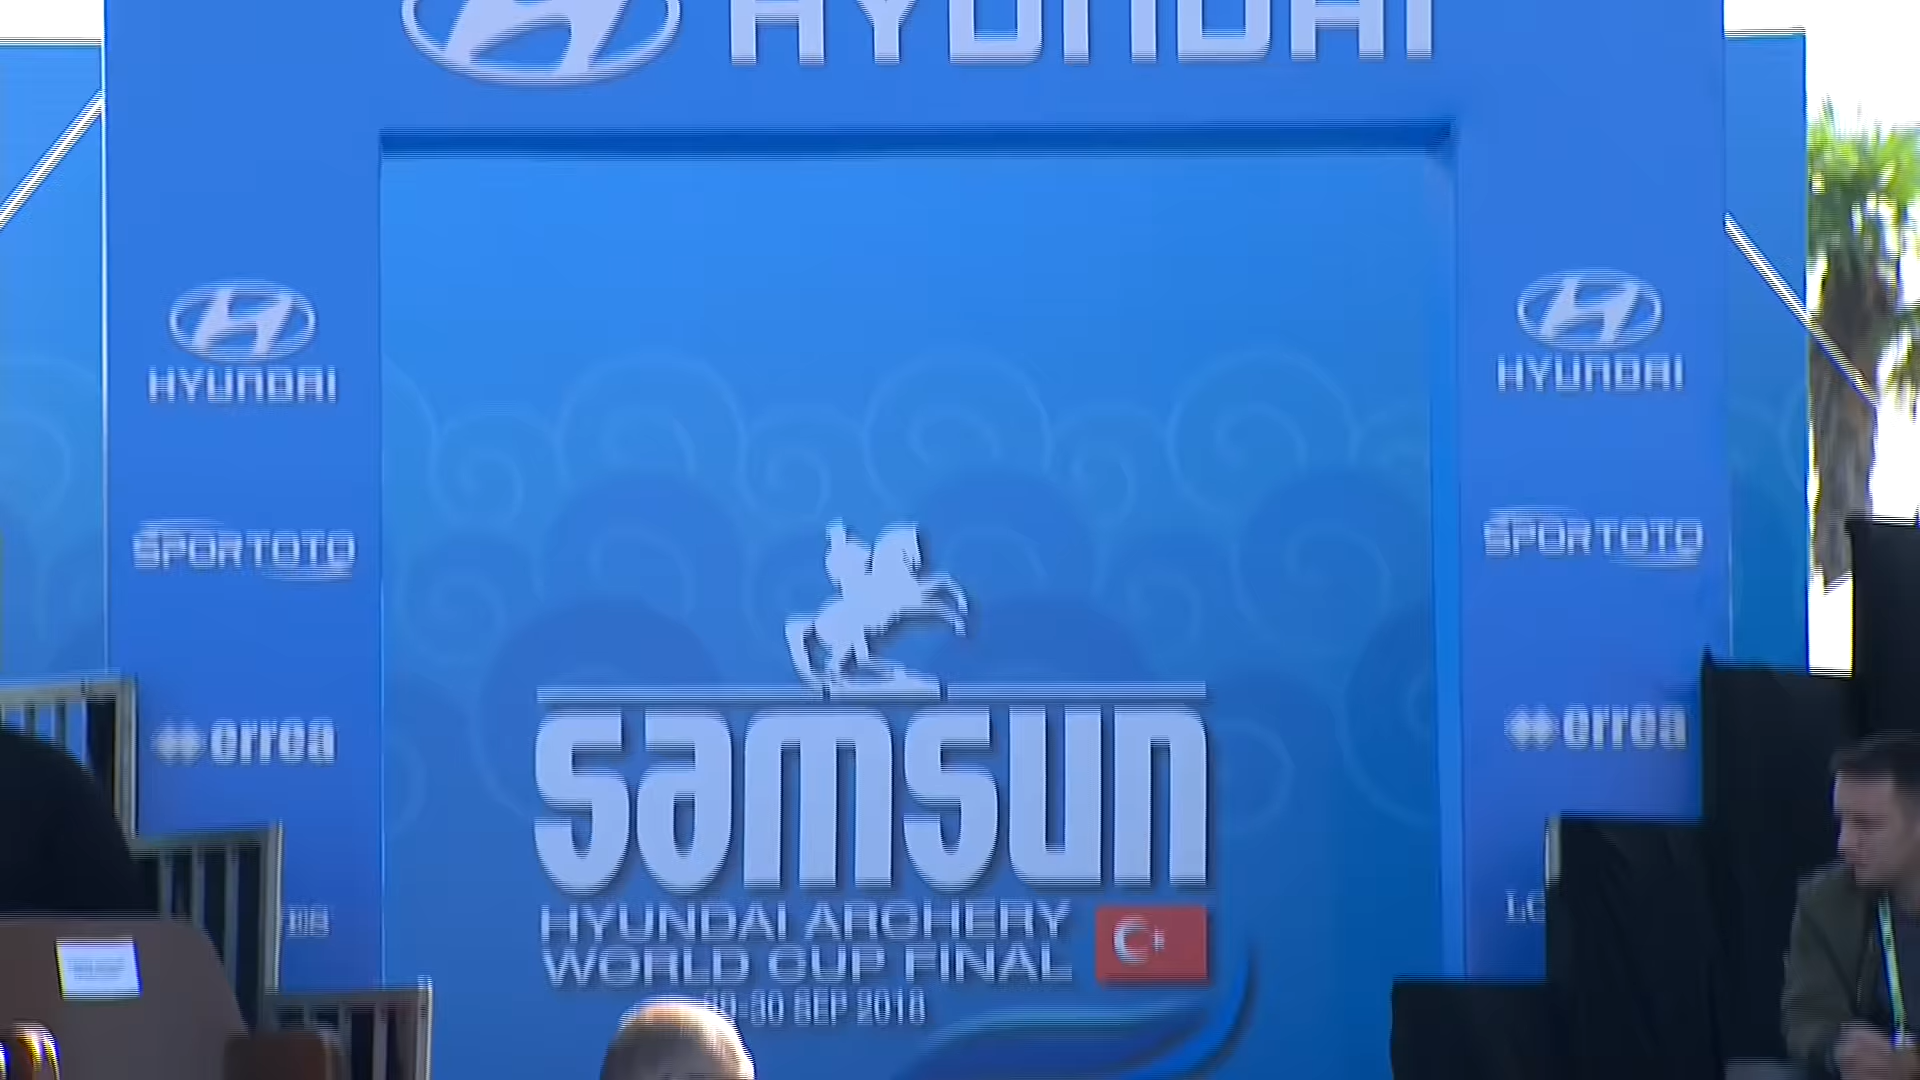 HYUNDAI
HYUNDAI
HYUNDAI
SPORTOTO
SPORTOTO
errea
errea
samsun
HYUNDAI ARCHERY
WORLD CUP FINAL
SEP 2018